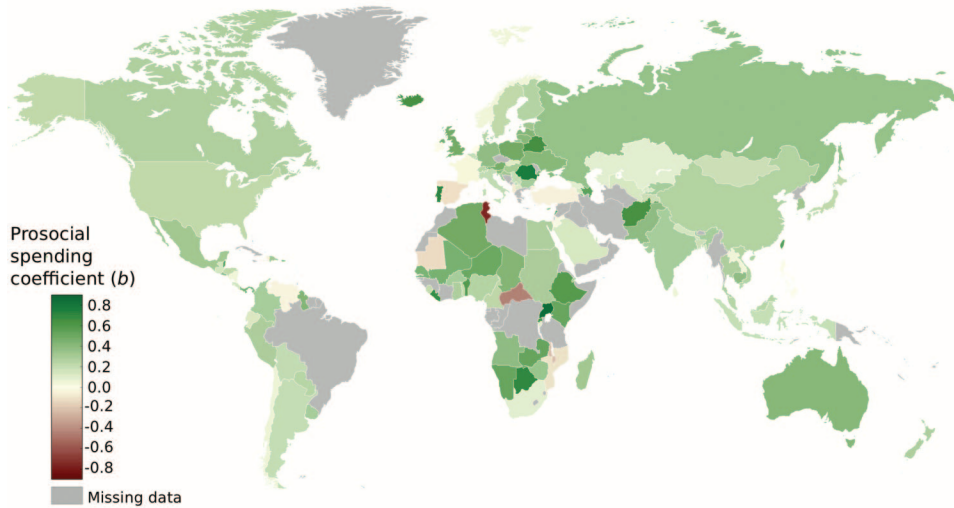 Prosocial
spending
coefficient (b)
0.8
0.6
0.4
0.2
0.0
-0.2
-0.4
-0.6
-0.8
Missing data